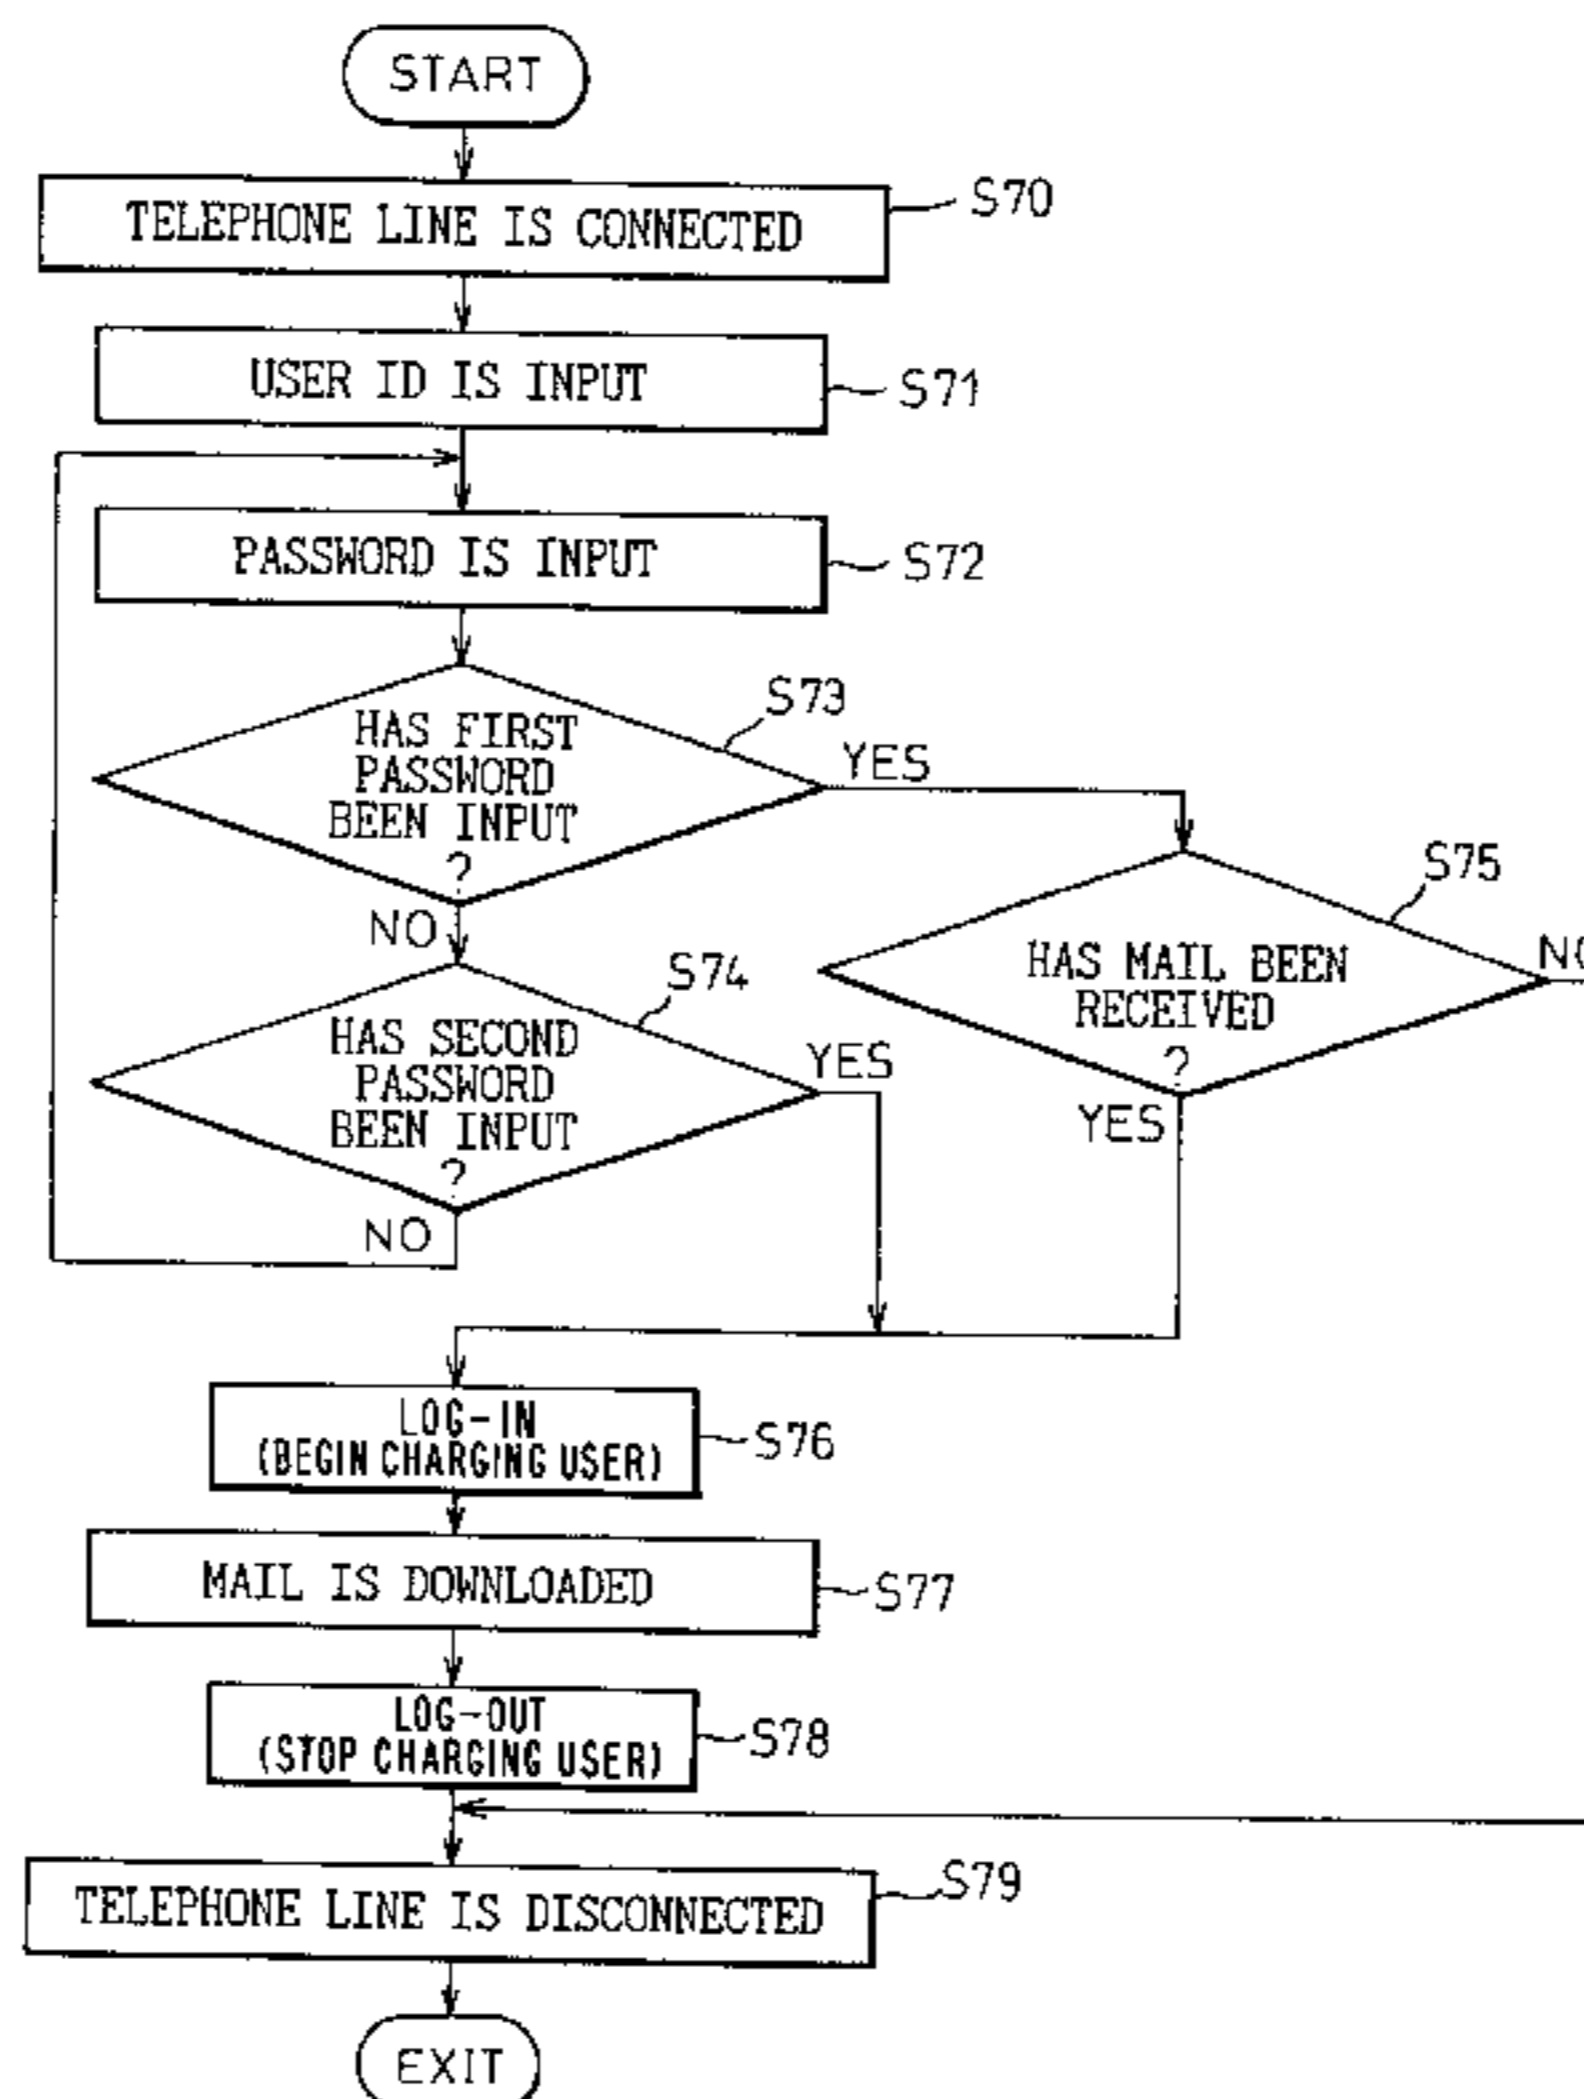 START
TELEPHONE LINE IS CONNECTED
S70
USER ID IS INPUT
S71
PASSWORD IS INPUT
S72
HAS FIRST
PASSWORD
BEEN INPUT
?
S73
YES
NO
HAS SECOND
PASSWORD
BEEN INPUT
?
S74
YES
NO
HAS MAIL BEEN
RECEIVED
?
S75
NO
YES
LOG-IN
(BEGIN CHARGING USER)
S76
MAIL IS DOWNLOADED
S77
LOG-OUT
(STOP CHARGING USER)
S78
TELEPHONE LINE IS DISCONNECTED
S79
EXIT